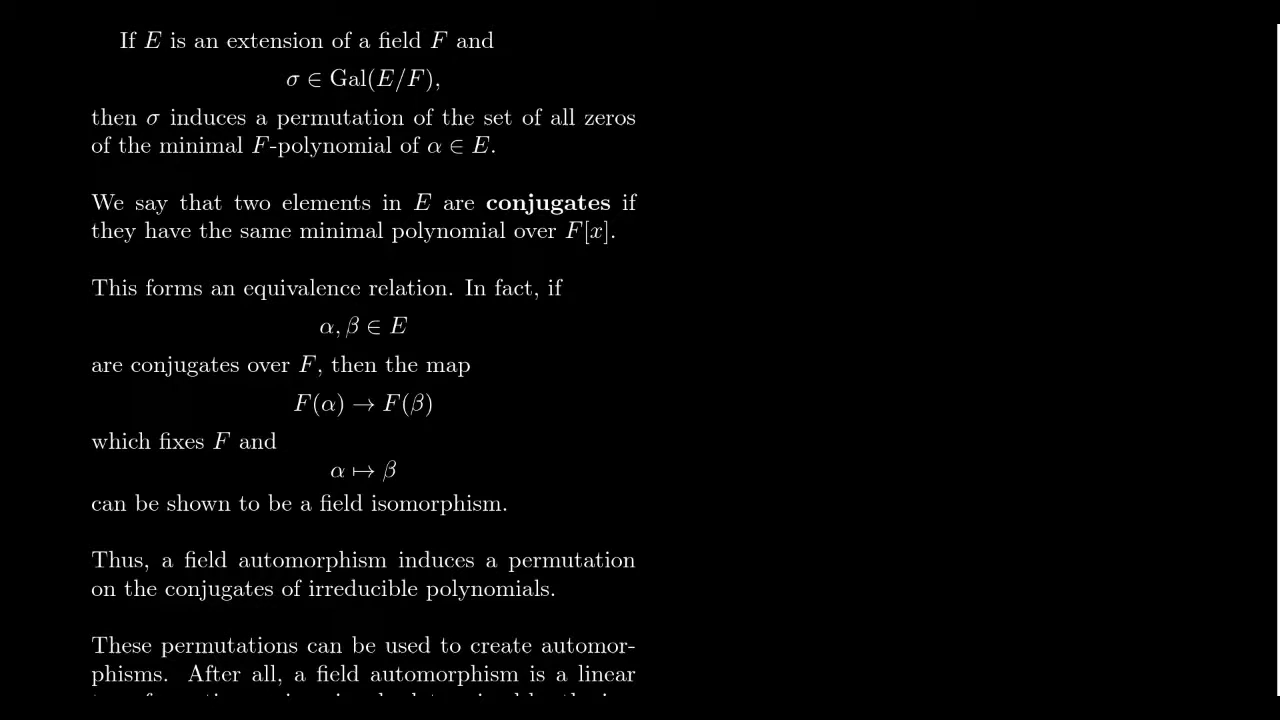 If E is an extension of a field F and
σ ∈ Gal(E/F),
then σ induces a permutation of the set of all zeros
of the minimal F-polynomial of α ∈ E.
We say that two elements in E are conjugates if
they have the same minimal polynomial over F[x].
This forms an equivalence relation. In fact, if
α, β ∈ E
are conjugates over F, then the map
F(α) → F(β)
which fixes F and
α ↦ β
can be shown to be a field isomorphism.
Thus, a field automorphism induces a permutation
on the conjugates of irreducible polynomials.
These permutations can be used to create automor-
phisms. After all, a field automorphism is a linear